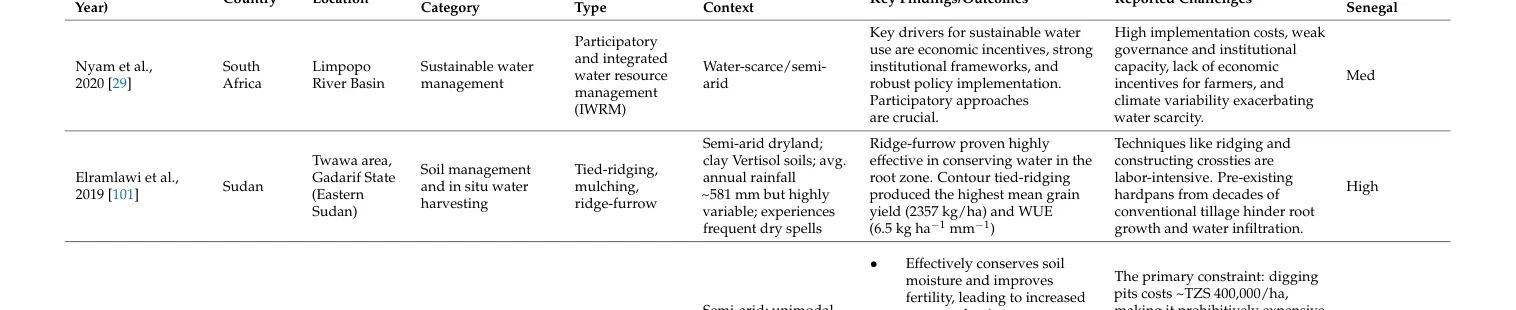 Year)
Country
Location
Category
Type
Context
Key Findings/Outcomes
Reported Challenges
Senegal
Nyam et al.,
2020 [29]
South
Africa
Limpopo
River Basin
Sustainable water
management
Participatory
and integrated
water resource
management
(IWRM)
Water-scarce/semi-
arid
Key drivers for sustainable water
use are economic incentives, strong
institutional frameworks, and
robust policy implementation.
Participatory approaches
are crucial.
High implementation costs, weak
governance and institutional
capacity, lack of economic
incentives for farmers, and
climate variability exacerbating
water scarcity.
Med
Elramlawi et al.,
2019 [101]
Sudan
Twawa area,
Gadarif State
(Eastern
Sudan)
Soil management
and in situ water
harvesting
Tied-ridging,
mulching,
ridge-furrow
Semi-arid dryland;
clay Vertisol soils; avg.
annual rainfall
~581 mm but highly
variable; experiences
frequent dry spells
Ridge-furrow proven highly
effective in conserving water in the
root zone. Contour tied-ridging
produced the highest mean grain
yield (2357 kg/ha) and WUE
(6.5 kg ha−1 mm−1)
Techniques like ridging and
constructing crossties are
labor-intensive. Pre-existing
hardpans from decades of
conventional tillage hinder root
growth and water infiltration.
High
Semi-arid; unimodal
• Effectively conserves soil
moisture and improves
fertility, leading to increased
The primary constraint: digging
pits costs ~TZS 400,000/ha,
making it prohibitively expensive